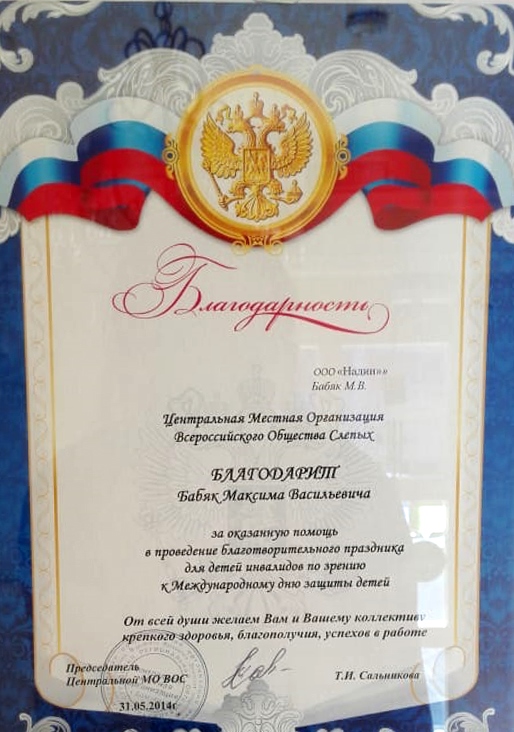 Благодарность
ООО «Надин»»
Бабяк М.В.
Центральная Местная Организация
Всероссийского Общества Слепых
БЛАГОДАРИТ
Бабяк Максима Васильевича
за оказанную помощь
в проведение благотворительного праздника
для детей инвалидов по зрению
к Международному дню защиты детей
От всей души желаем Вам и Вашему коллективу
крепкого здоровья, благополучия, успехов в работе
Председатель
Центральной МО ВОС
Т.И. Сальникова
31.05.2014г